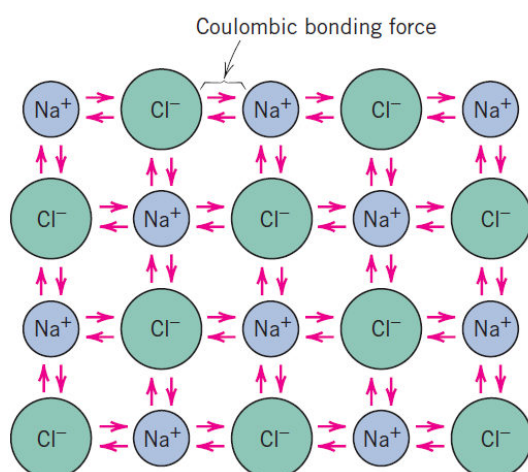 Coulombic bonding force
Na⁺ Cl⁻ Na⁺ Cl⁻ Na⁺
Cl⁻ Na⁺ Cl⁻ Na⁺ Cl⁻
Na⁺ Cl⁻ Na⁺ Cl⁻ Na⁺
Cl⁻ Na⁺ Cl⁻ Na⁺ Cl⁻